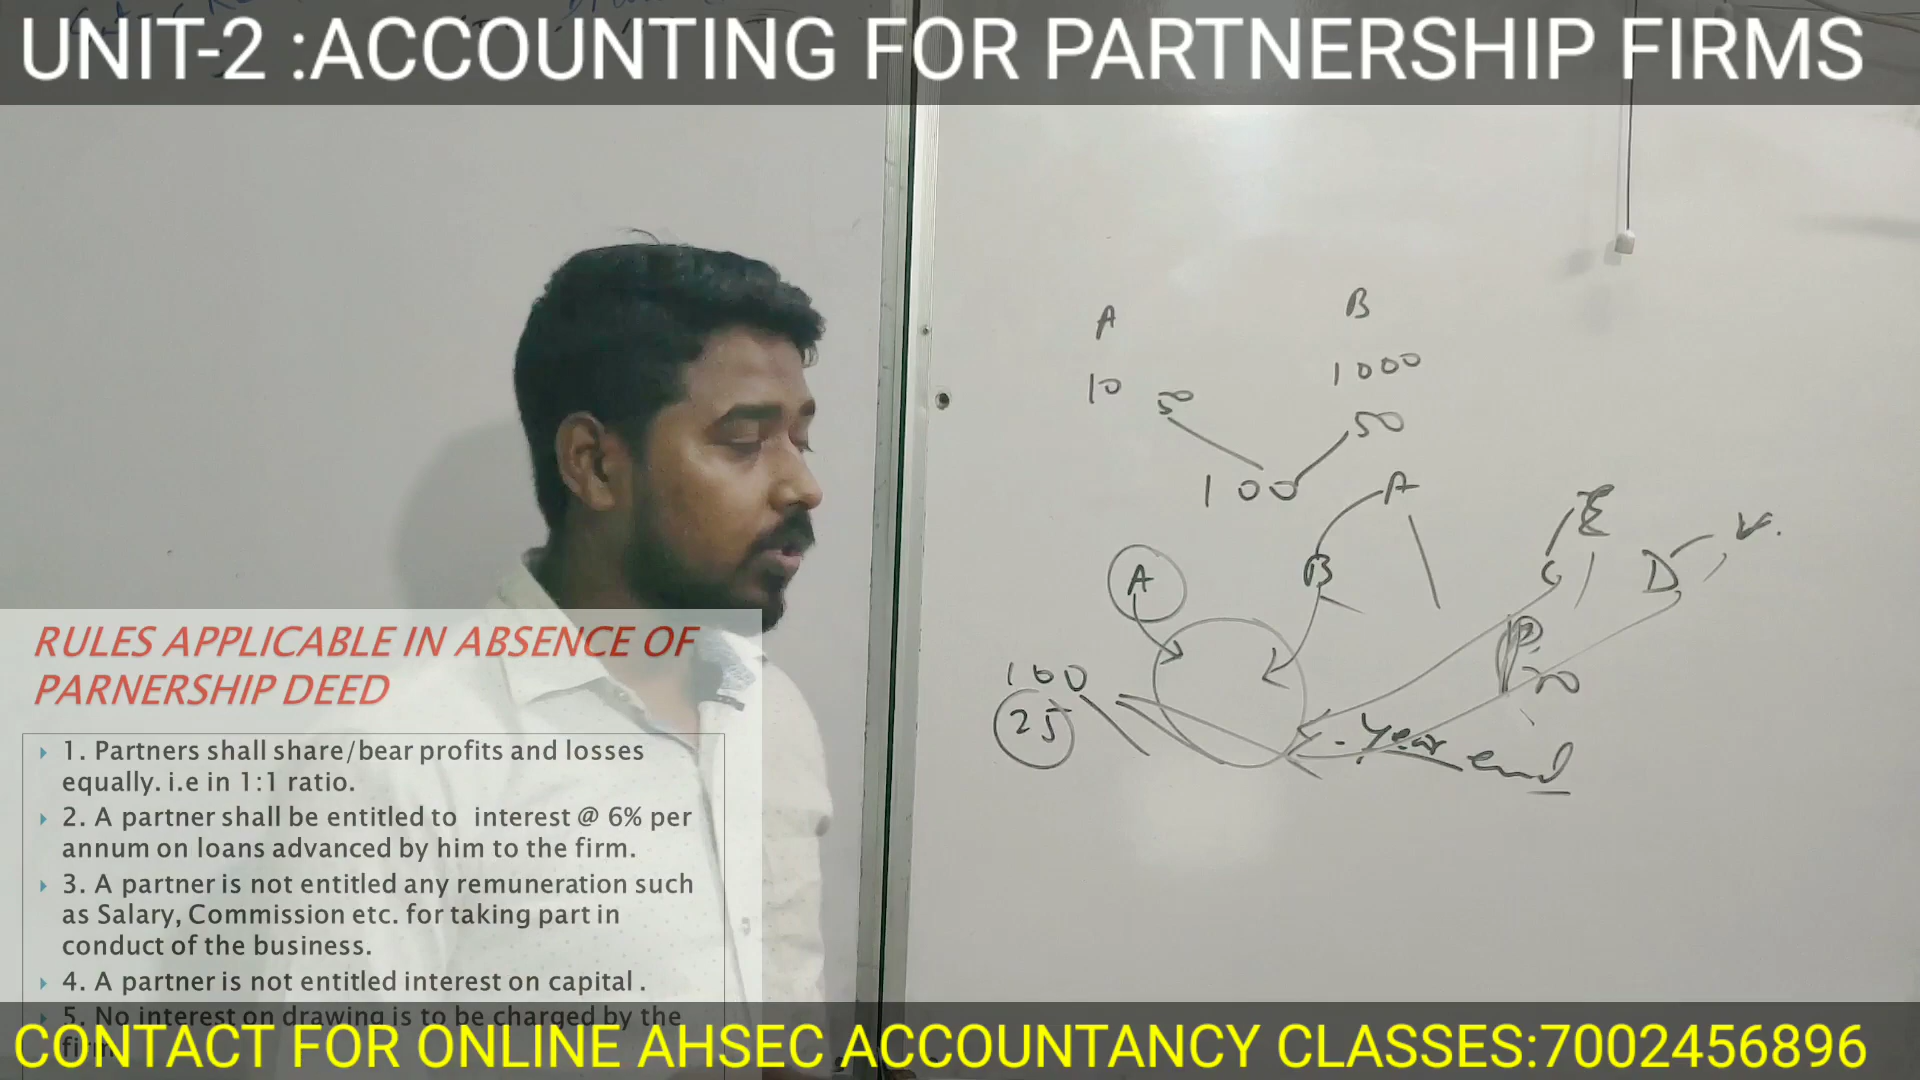 UNIT-2 :ACCOUNTING FOR PARTNERSHIP FIRMS
A
B
10
50
1000
50
100
A
E
A
B
C
D
100
25
Year end
RULES APPLICABLE IN ABSENCE OF
PARNERSHIP DEED
1. Partners shall share/bear profits and losses
equally. i.e in 1:1 ratio.
2. A partner shall be entitled to interest @ 6% per
annum on loans advanced by him to the firm.
3. A partner is not entitled any remuneration such
as Salary, Commission etc. for taking part in
conduct of the business.
4. A partner is not entitled interest on capital .
5. No interest on drawing is to be charged by the
firm
CONTACT FOR ONLINE AHSEC ACCOUNTANCY CLASSES:7002456896